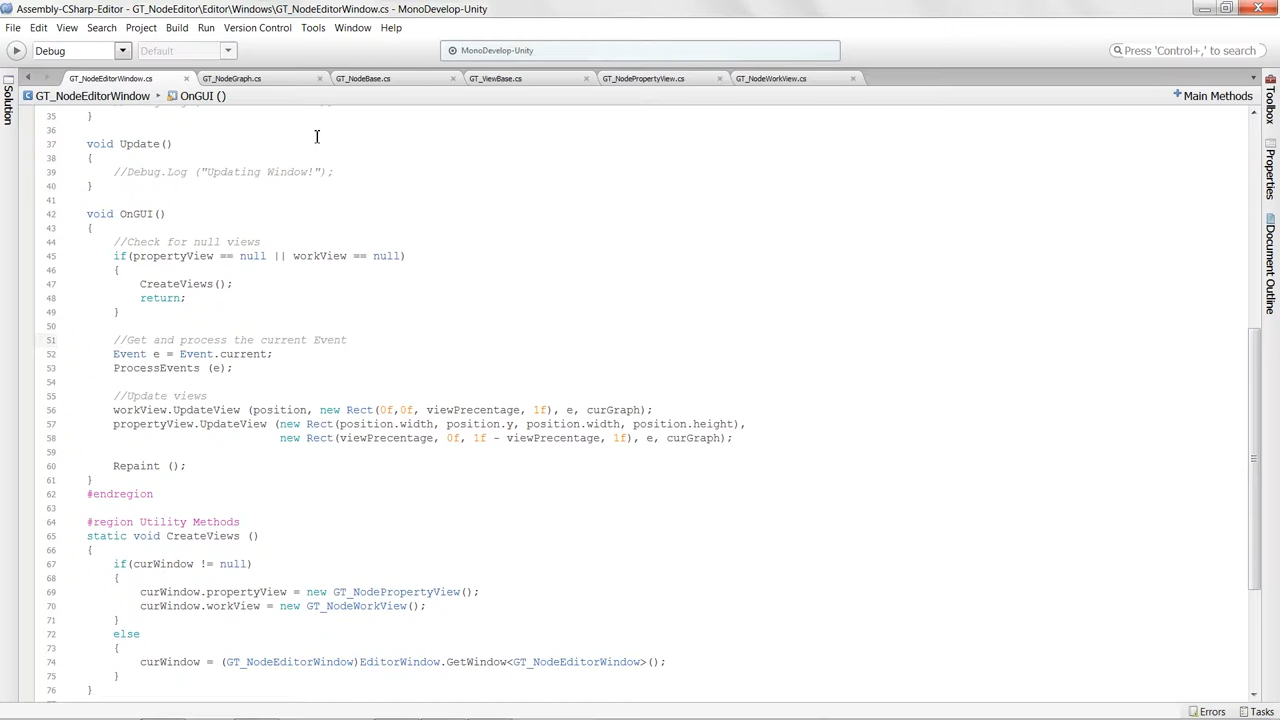 Assembly-CSharp-Editor - GT_NodeEditor\Editor\Windows\GT_NodeEditorWindow.cs - MonoDevelop-Unity
File Edit View Search Project Build Run Version Control Tools Window Help
Debug Default MonoDevelop-Unity Press 'Control+,' to search
GT_NodeEditorWindow.cs GT_NodeGraph.cs GT_NodeBase.cs GT_ViewBase.cs GT_NodePropertyView.cs GT_NodeWorkView.cs
GT_NodeEditorWindow OnGUI () Main Methods
Solution
Toolbox
Properties
Document Outline
35 }
36
37 void Update()
38 {
39 //Debug.Log ("Updating Window!");
40 }
41
42 void OnGUI()
43 {
44 //Check for null views
45 if(propertyView == null || workView == null)
46 {
47 CreateViews();
48 return;
49 }
50
51 //Get and process the current Event
52 Event e = Event.current;
53 ProcessEvents (e);
54
55 //Update views
56 workView.UpdateView (position, new Rect(0f,0f, viewPrecentage, 1f), e, curGraph);
57 propertyView.UpdateView (new Rect(position.width, position.y, position.width, position.height),
58 new Rect(viewPrecentage, 0f, 1f - viewPrecentage, 1f), e, curGraph);
59
60 Repaint ();
61 }
62 #endregion
63
64 #region Utility Methods
65 static void CreateViews ()
66 {
67 if(curWindow != null)
68 {
69 curWindow.propertyView = new GT_NodePropertyView();
70 curWindow.workView = new GT_NodeWorkView();
71 }
72 else
73 {
74 curWindow = (GT_NodeEditorWindow)EditorWindow.GetWindow<GT_NodeEditorWindow>();
75 }
76 }
Errors Tasks